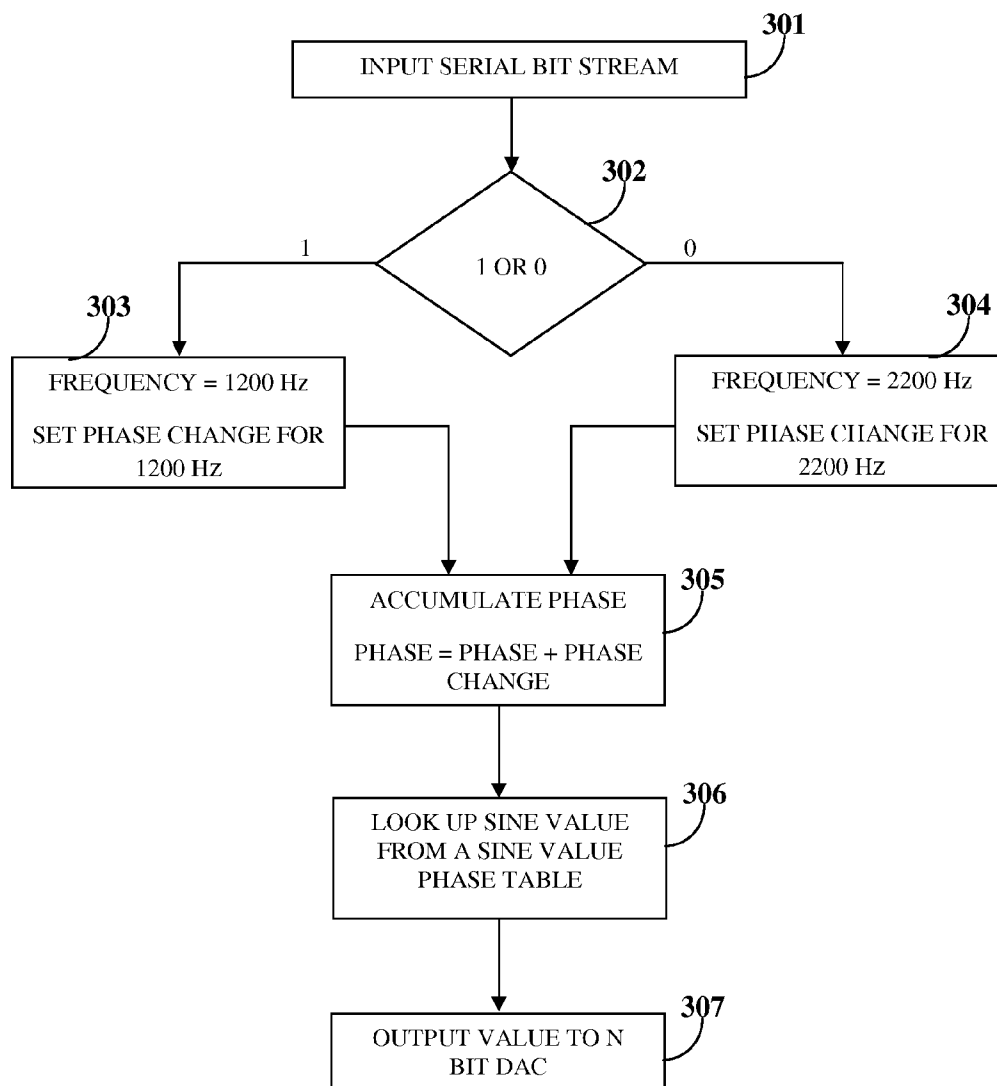 301
INPUT SERIAL BIT STREAM
302
1
1 OR 0
0
303
304
FREQUENCY = 1200 Hz
SET PHASE CHANGE FOR
1200 Hz
FREQUENCY = 2200 Hz
SET PHASE CHANGE FOR
2200 Hz
305
ACCUMULATE PHASE
PHASE = PHASE + PHASE
CHANGE
306
LOOK UP SINE VALUE
FROM A SINE VALUE
PHASE TABLE
307
OUTPUT VALUE TO N
BIT DAC